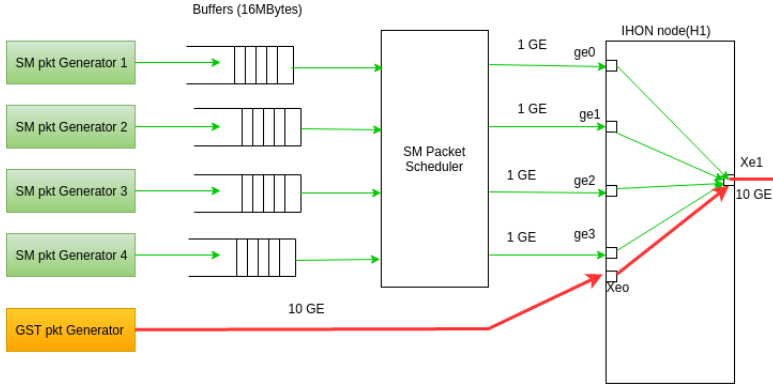 Buffers (16MBytes)
IHON node(H1)
SM pkt Generator 1
1 GE
ge0
SM pkt Generator 2
1 GE
ge1
SM Packet
Scheduler
Xe1
SM pkt Generator 3
1 GE
ge2
10 GE
SM pkt Generator 4
1 GE
ge3
Xeo
10 GE
GST pkt Generator